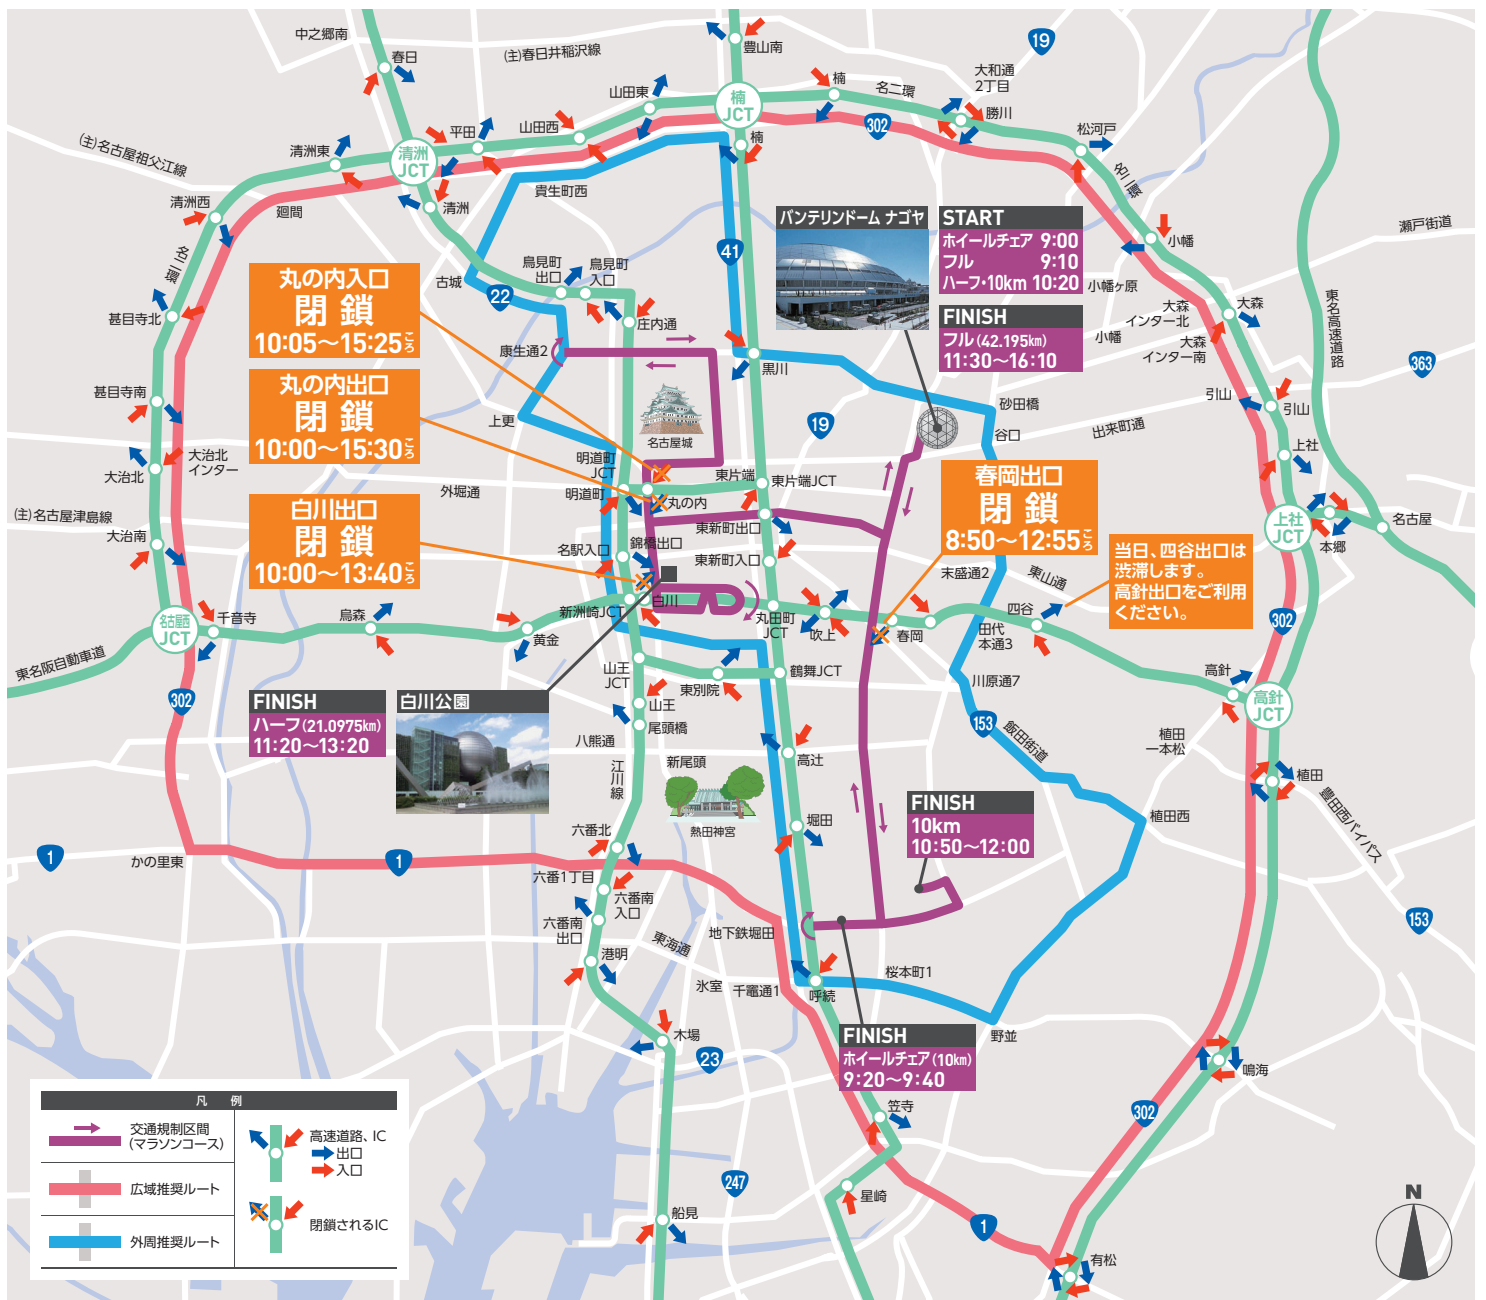 中之郷南
春日
(主)春日井稲沢線
豊山南
19
大和通
2丁目
山田東
楠
JCT
楠
名二環
302
勝川
松河戸
平田
山田西
楠
名二環
(主)名古屋祖父江線
清洲東
清洲
JCT
貴生町西
清洲西
廻間
清洲
名二環
小幡
瀬戸街道
バンテリンドーム ナゴヤ
START
ホイールチェア 9:00
フル 9:10
ハーフ・10km 10:20
FINISH
フル(42.195km)
11:30〜16:10
41
鳥見町
出口
鳥見町
入口
古城
22
小幡ヶ原
大森
インター北
大森
小幡
大森
インター南
東名高速道路
363
丸の内入口
閉鎖
10:05〜15:25ころ
甚目寺北
庄内通
康生通2
黒川
丸の内出口
閉鎖
10:00〜15:30ころ
甚目寺南
上更
名古屋城
19
砂田橋
谷口
出来町通
引山
引山
上社
大治北
インター
大治北
明道町
JCT
明道町
外堀通
丸の内
東片端
東片端JCT
春岡出口
閉鎖
8:50〜12:55ころ
(主)名古屋津島線
大治南
白川出口
閉鎖
10:00〜13:40ころ
名駅入口
錦橋出口
東新町出口
東新町入口
上社
JCT
本郷
名古屋
末盛通2
東山通
当日、四谷出口は
渋滞します。
高針出口をご利用
ください。
名古屋西
JCT
千音寺
烏森
黄金
新洲崎JCT
白川
丸田町
JCT
吹上
春岡
四谷
田代
本通3
302
東名阪自動車道
302
山王
JCT
東別院
鶴舞JCT
川原通7
高針
高針
JCT
FINISH
ハーフ(21.0975km)
11:20〜13:20
白川公園
山王
尾頭橋
八熊通
江川線
新尾頭
熱田神宮
高辻
153
飯田街道
植田
一本松
植田
豊田西バイパス
植田西
堀田
FINISH
10km
10:50〜12:00
1
かの里東
1
六番北
六番1丁目
六番南
入口
六番南
出口
地下鉄堀田
153
東海通
港明
氷室
千竈通1
呼続
桜本町1
野並
木場
23
FINISH
ホイールチェア(10km)
9:20〜9:40
鳴海
302
笠寺
星崎
247
船見
1
有松
N
凡例
交通規制区間
(マラソンコース)
広域推奨ルート
外周推奨ルート
高速道路、IC
出口
入口
閉鎖されるIC